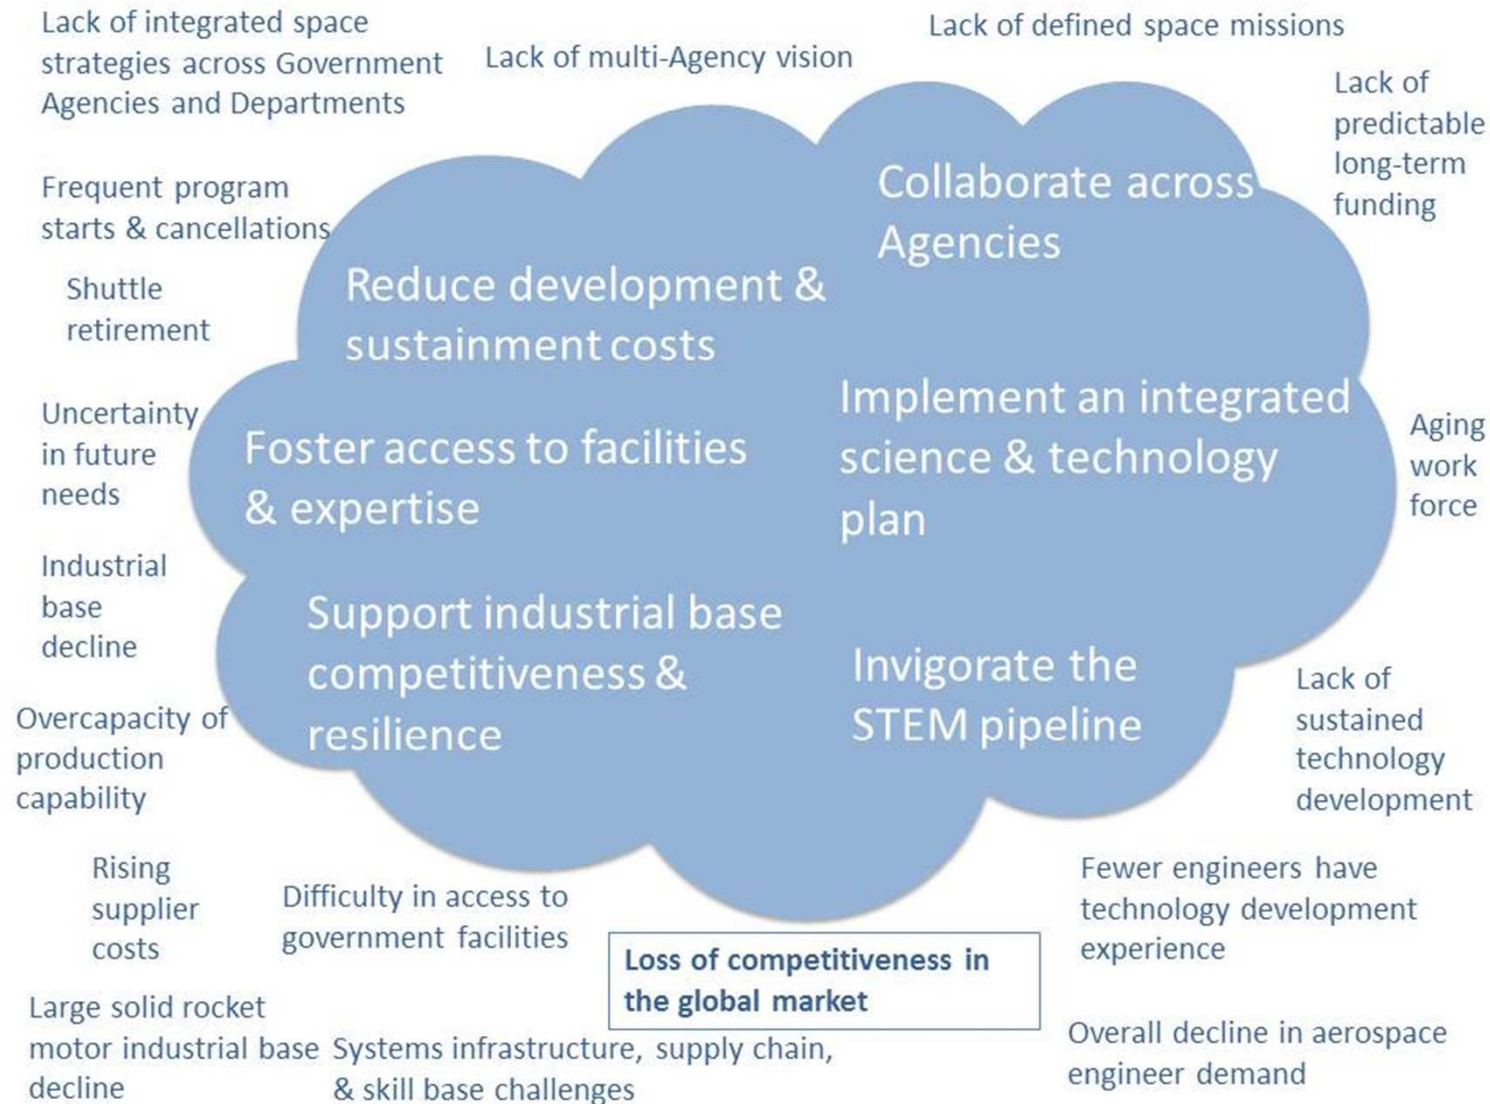 Lack of integrated space
strategies across Government
Agencies and Departments
Lack of multi-Agency vision
Lack of defined space missions
Lack of
predictable
long-term
funding
Frequent program
starts & cancellations
Shuttle
retirement
Uncertainty
in future
needs
Industrial
base
decline
Overcapacity of
production
capability
Collaborate across
Agencies
Reduce development &
sustainment costs
Implement an integrated
science & technology
plan
Foster access to facilities
& expertise
Support industrial base
competitiveness &
resilience
Invigorate the
STEM pipeline
Aging
work
force
Lack of
sustained
technology
development
Rising
supplier
costs
Difficulty in access to
government facilities
Loss of competitiveness in
the global market
Fewer engineers have
technology development
experience
Large solid rocket
motor industrial base
decline
Systems infrastructure, supply chain,
& skill base challenges
Overall decline in aerospace
engineer demand